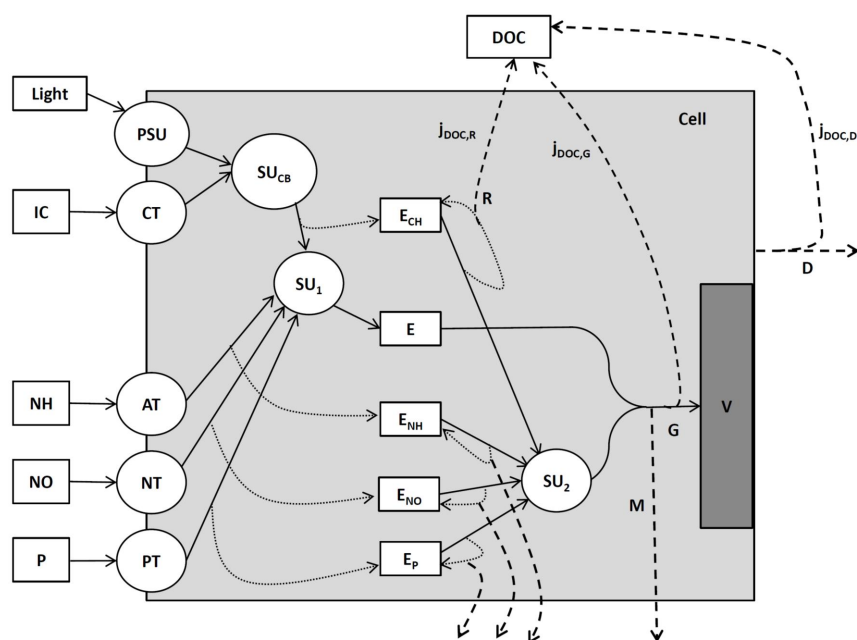 DOC
Light
Cell
PSU
j_DOC,R
j_DOC,G
j_DOC,D
SU_CB
IC
CT
R
E_CH
D
SU_1
E
NH
AT
E_NH
V
G
NO
NT
E_NO
SU_2
M
P
PT
E_P